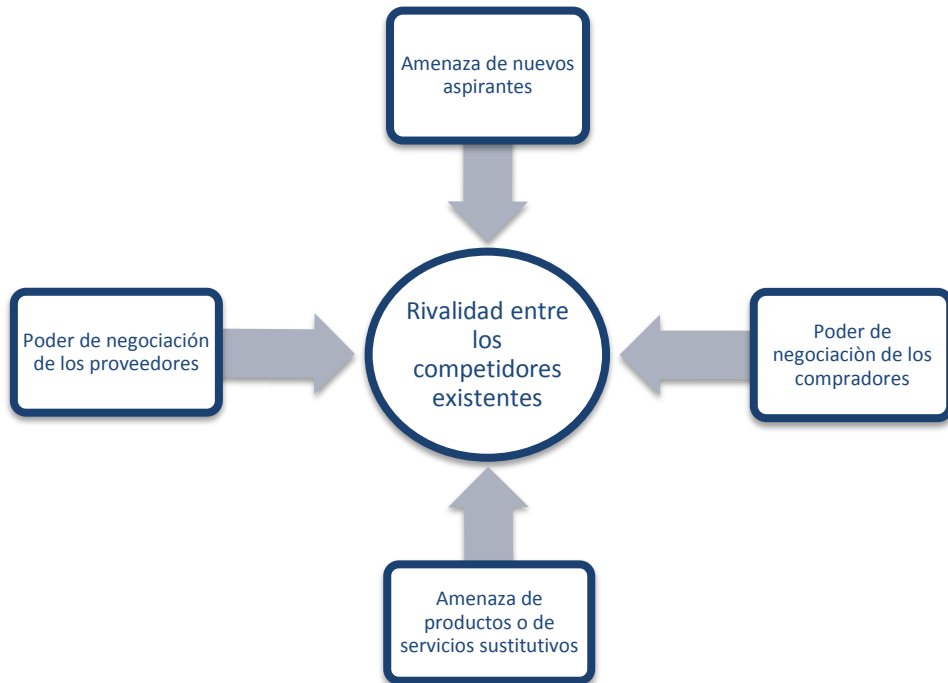 Amenaza de nuevos
aspirantes
Poder de negociación
de los proveedores
Rivalidad entre
los
competidores
existentes
Poder de
negociaciòn de los
compradores
Amenaza de
productos o de
servicios sustitutivos